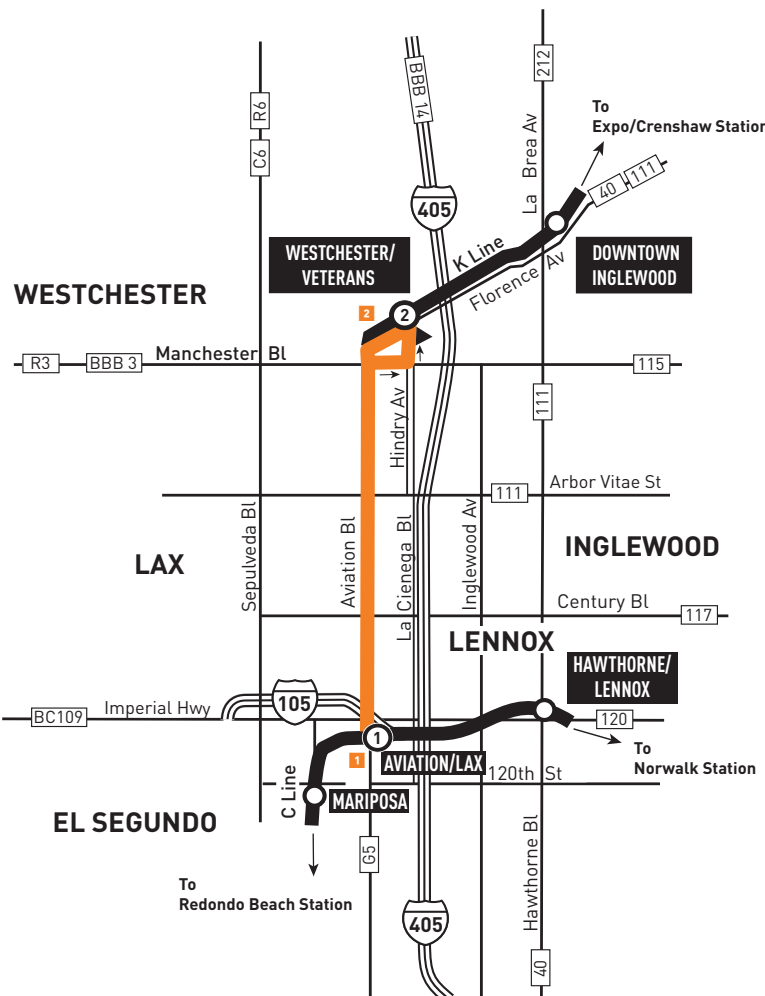 BBB 14
212
R6
To
Expo/Crenshaw Station
C6
La Brea Av
40
111
405
WESTCHESTER/
VETERANS
K Line
DOWNTOWN
INGLEWOOD
Florence Av
WESTCHESTER
2
2
Manchester Bl
R3
BBB 3
115
Hindry Av
111
Arbor Vitae St
111
Sepulveda Bl
Aviation Bl
La Cienega Bl
Inglewood Av
LAX
INGLEWOOD
Century Bl
117
LENNOX
HAWTHORNE/
LENNOX
105
Imperial Hwy
BC109
120
1
1
AVIATION/LAX
To
Norwalk Station
120th St
C Line
MARIPOSA
EL SEGUNDO
G5
Hawthorne Bl
To
Redondo Beach Station
405
40